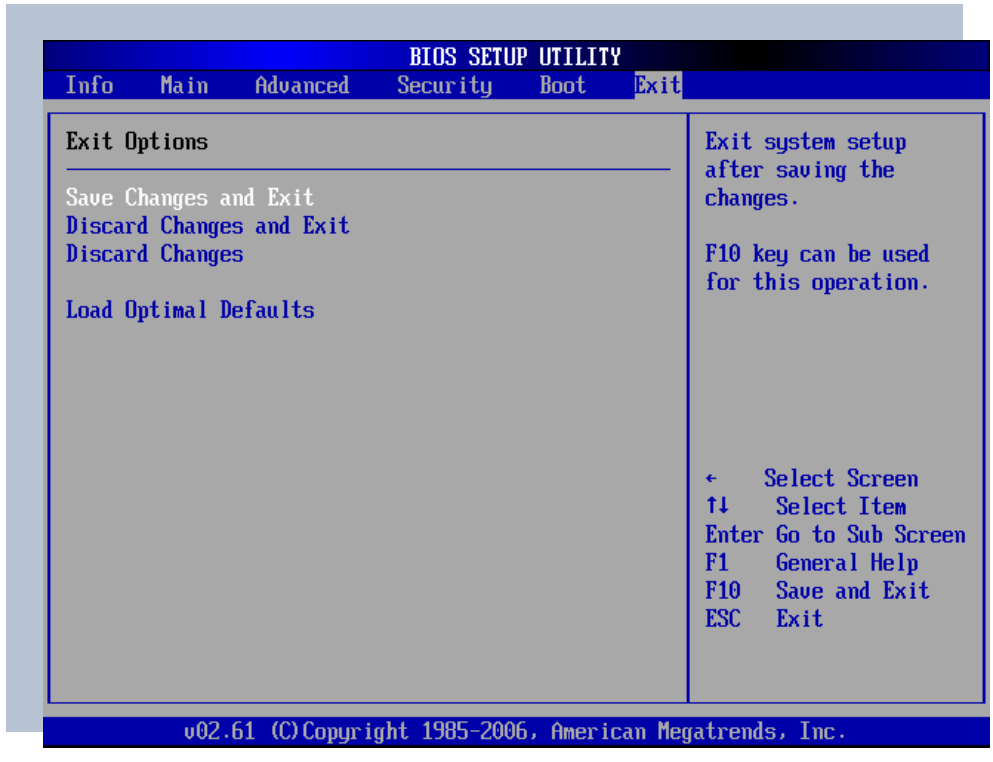 BIOS SETUP UTILITY
Info Main Advanced Security Boot Exit
Exit Options
Save Changes and Exit
Discard Changes and Exit
Discard Changes
Load Optimal Defaults
Exit system setup
after saving the
changes.
F10 key can be used
for this operation.
← Select Screen
↑↓ Select Item
Enter Go to Sub Screen
F1 General Help
F10 Save and Exit
ESC Exit
v02.61 (C)Copyright 1985-2006, American Megatrends, Inc.